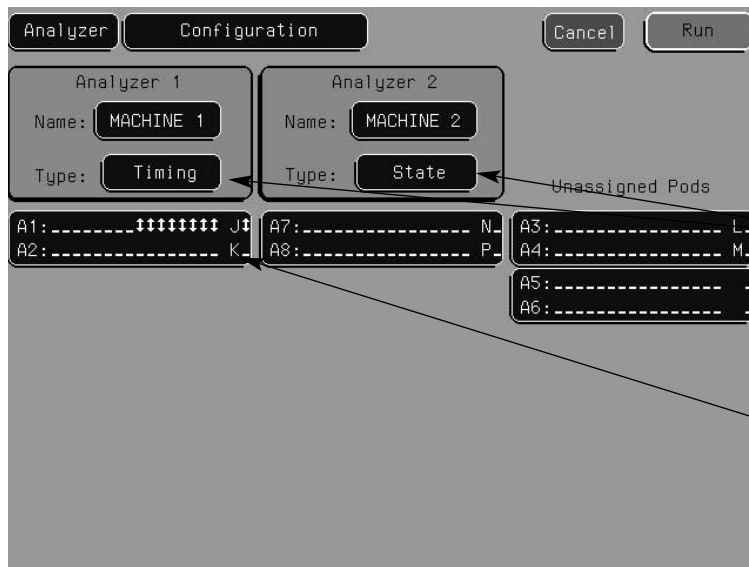 Analyzer Configuration Cancel Run
Analyzer 1
Name: MACHINE 1
Type: Timing
Analyzer 2
Name: MACHINE 2
Type: State
Unassigned Pods
A1:________↕↕↕↕↕↕↕↕ J↕
A2:________________ K_
A7:________________ N_
A8:________________ P_
A3:________________ L_
A4:________________ M_
A5:________________ _
A6:________________ _